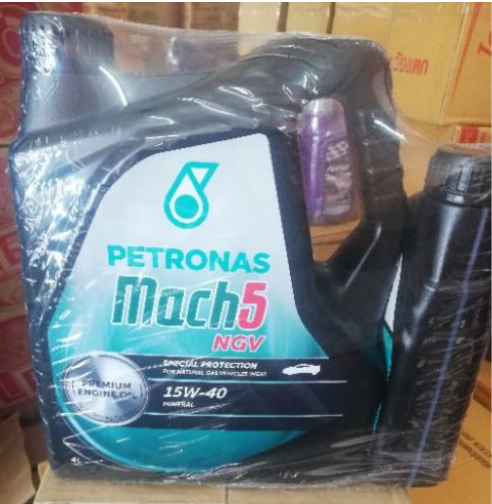 PETRONAS
Mach5
NGV
SPECIAL PROTECTION
FOR NATURAL GAS VEHICLES (NGV)
PREMIUM
ENGINE OIL
15W-40
MINERAL
4L